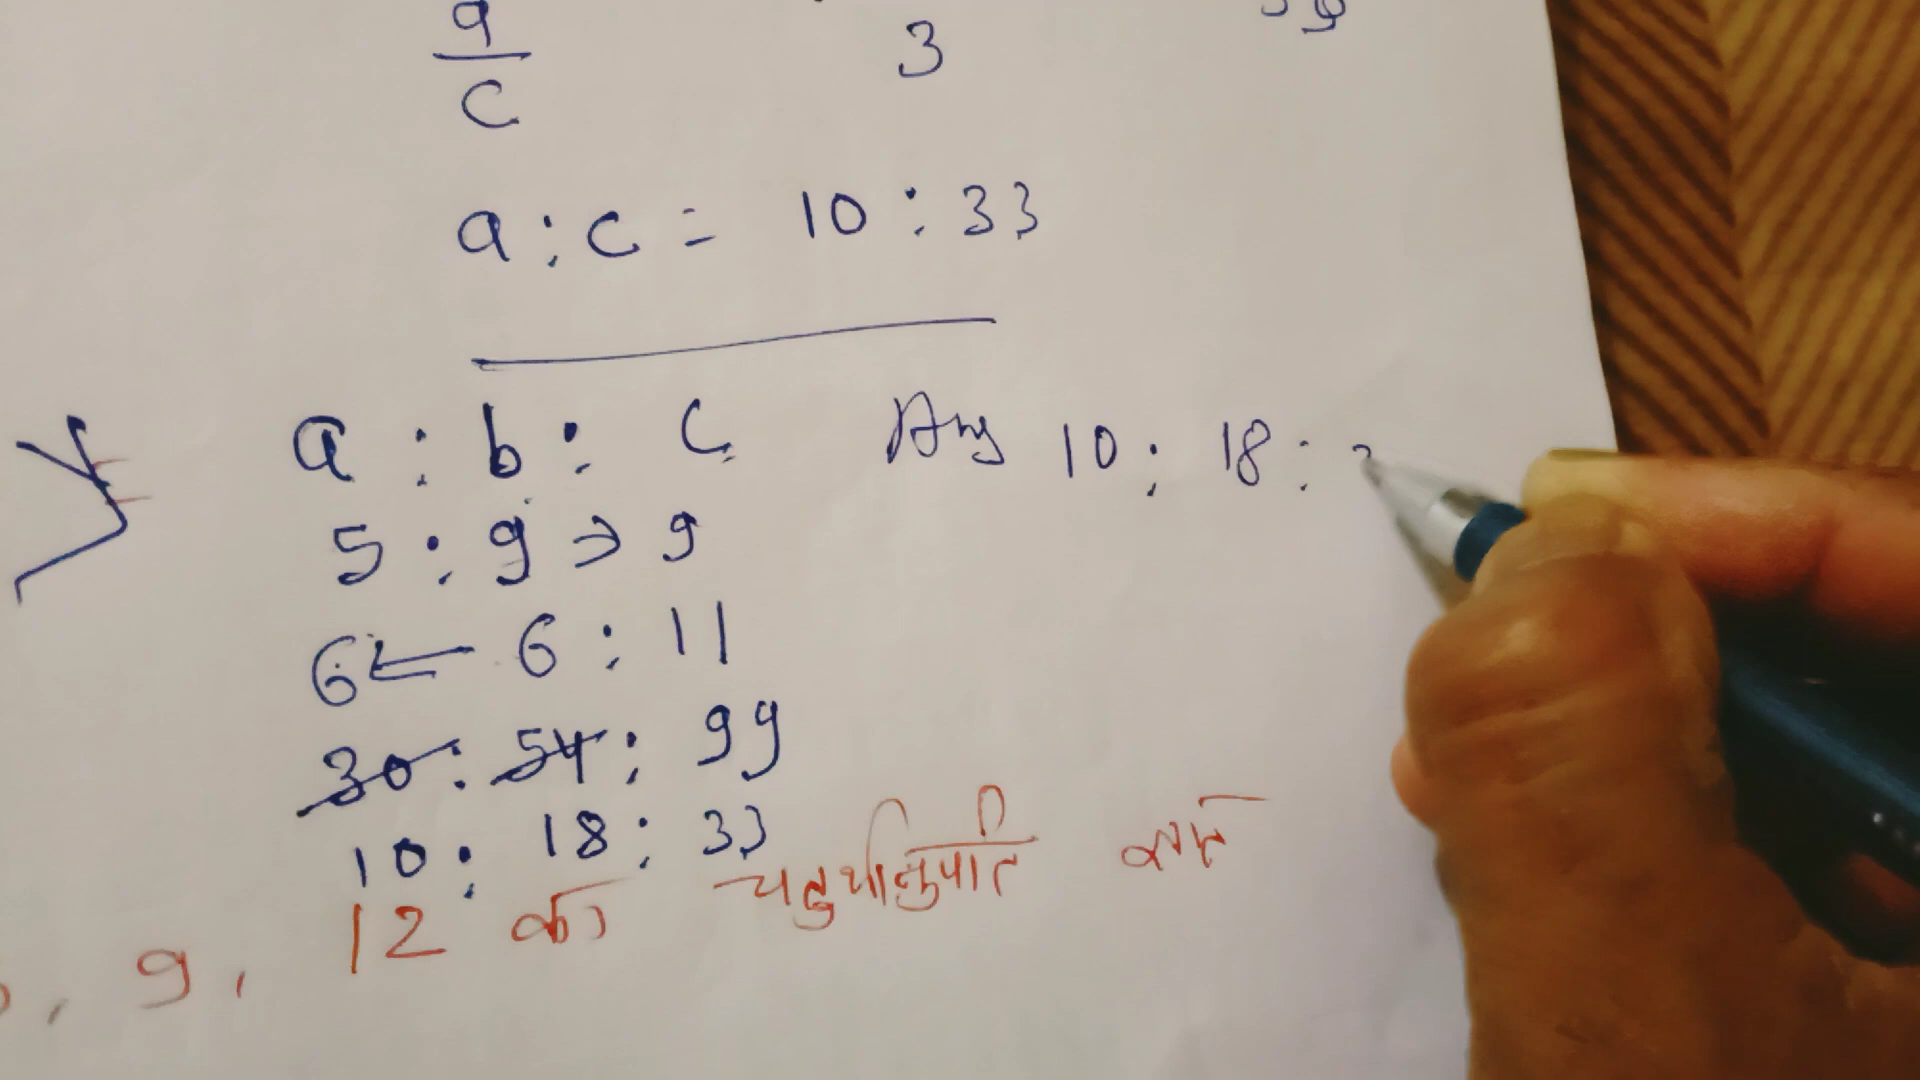 a
c
3
a : c = 10 : 33
a : b : c Ans 10 : 18 :
5 : 9 → 9
6 ← 6 : 11
30 : 54 : 99
10 : 18 : 33
, 9, 12 का चतुर्थानुपाति